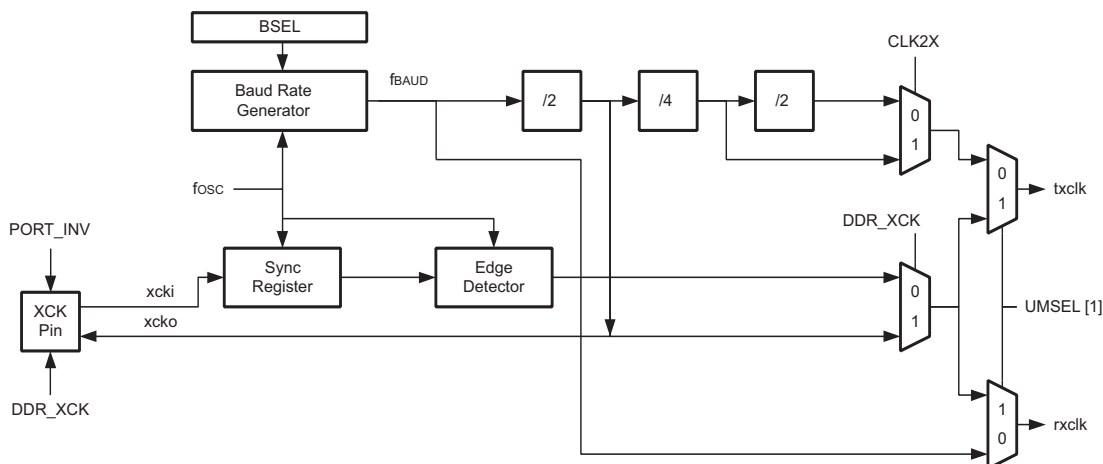 BSEL
CLK2X
Baud Rate
Generator
fBAUD
/2
/4
/2
0
1
fosc
0
1
txclk
PORT_INV
DDR_XCK
Sync
Register
Edge
Detector
xcki
0
1
XCK
Pin
xcko
UMSEL [1]
DDR_XCK
1
0
rxclk